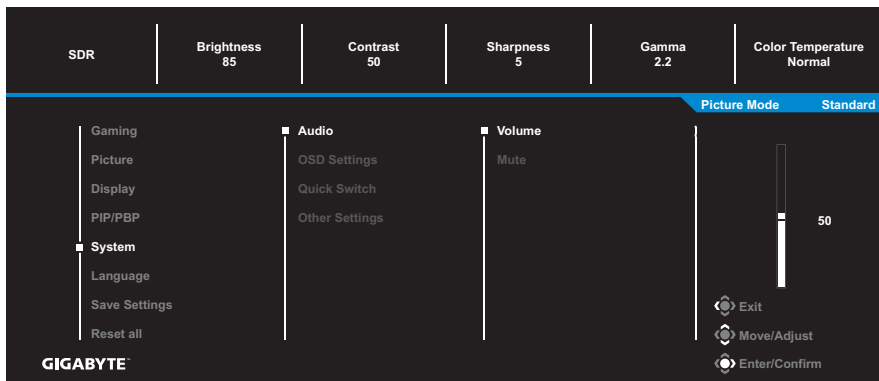 SDR
Brightness
85
Contrast
50
Sharpness
5
Gamma
2.2
Color Temperature
Normal
Picture Mode Standard
Gaming
Picture
Display
PIP/PBP
System
Language
Save Settings
Reset all
Audio
OSD Settings
Quick Switch
Other Settings
Volume
Mute
50
Exit
Move/Adjust
Enter/Confirm
GIGABYTE™